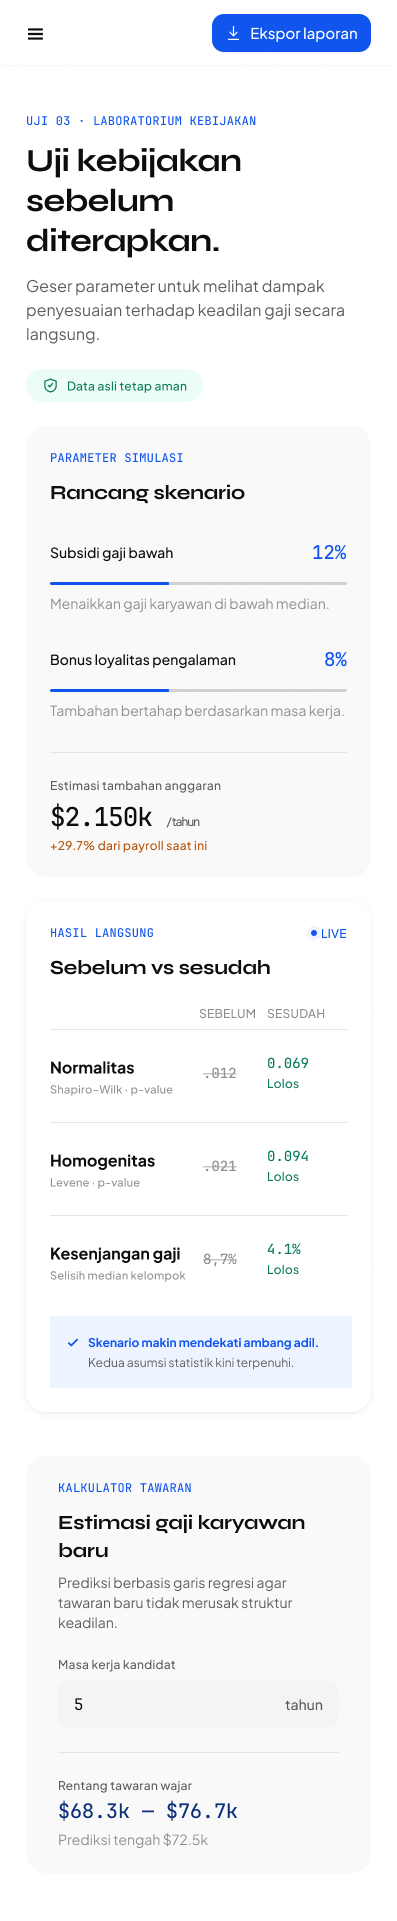 Ekspor laporan
UJI 03 · LABORATORIUM KEBIJAKAN
Uji kebijakan
sebelum
diterapkan.
Geser parameter untuk melihat dampak
penyesuaian terhadap keadilan gaji secara
langsung.
Data asli tetap aman
PARAMETER SIMULASI
Rancang skenario
Subsidi gaji bawah 12%
Menaikkan gaji karyawan di bawah median.
Bonus loyalitas pengalaman 8%
Tambahan bertahap berdasarkan masa kerja.
Estimasi tambahan anggaran
$2.150k /tahun
+29.7% dari payroll saat ini
HASIL LANGSUNG LIVE
Sebelum vs sesudah
SEBELUM SESUDAH
Normalitas .012 0.069
Shapiro-Wilk · p-value Lolos
Homogenitas .021 0.094
Levene · p-value Lolos
Kesenjangan gaji 8,7% 4.1%
Selisih median kelompok Lolos
Skenario makin mendekati ambang adil.
Kedua asumsi statistik kini terpenuhi.
KALKULATOR TAWARAN
Estimasi gaji karyawan
baru
Prediksi berbasis garis regresi agar
tawaran baru tidak merusak struktur
keadilan.
Masa kerja kandidat
5 tahun
Rentang tawaran wajar
$68.3k — $76.7k
Prediksi tengah $72.5k